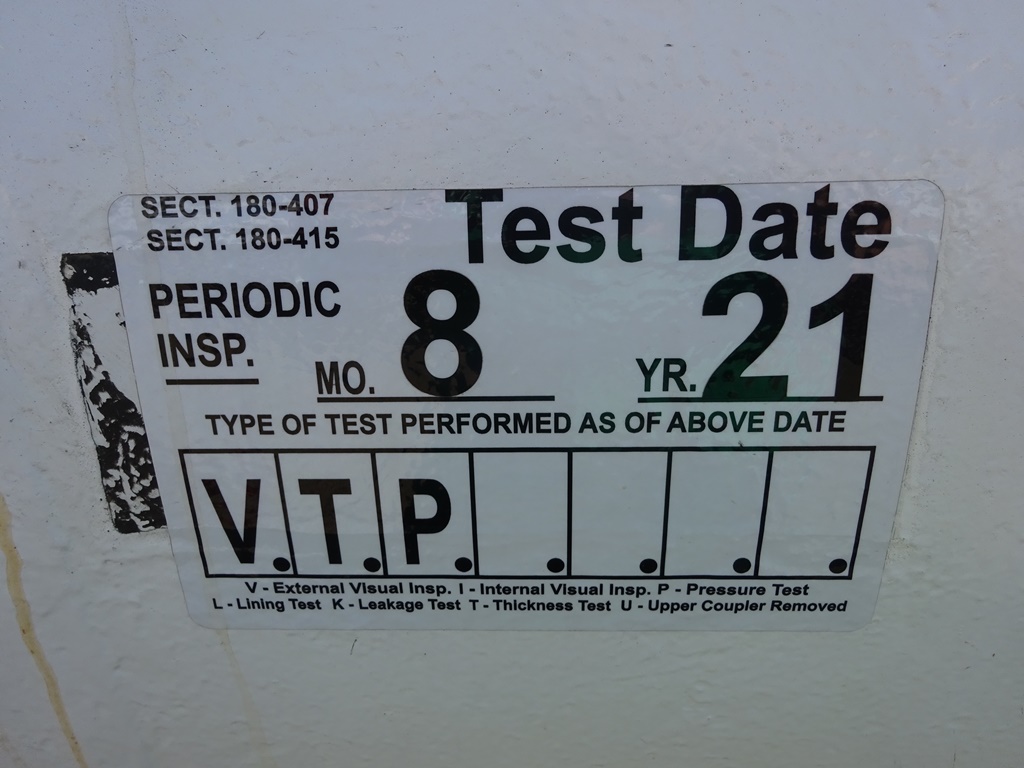 SECT. 180-407
SECT. 180-415
Test Date
PERIODIC
INSP.
MO. 8 YR. 21
TYPE OF TEST PERFORMED AS OF ABOVE DATE
V. T. P. . . . .
V - External Visual Insp. I - Internal Visual Insp. P - Pressure Test
L - Lining Test K - Leakage Test T - Thickness Test U - Upper Coupler Removed